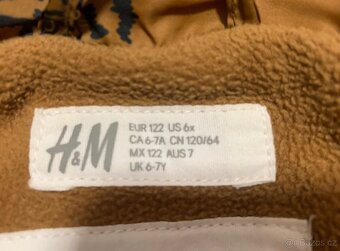 H&M
EUR 122 US 6x
CA 6-7A CN 120/64
MX 122 AUS 7
UK 6-7Y